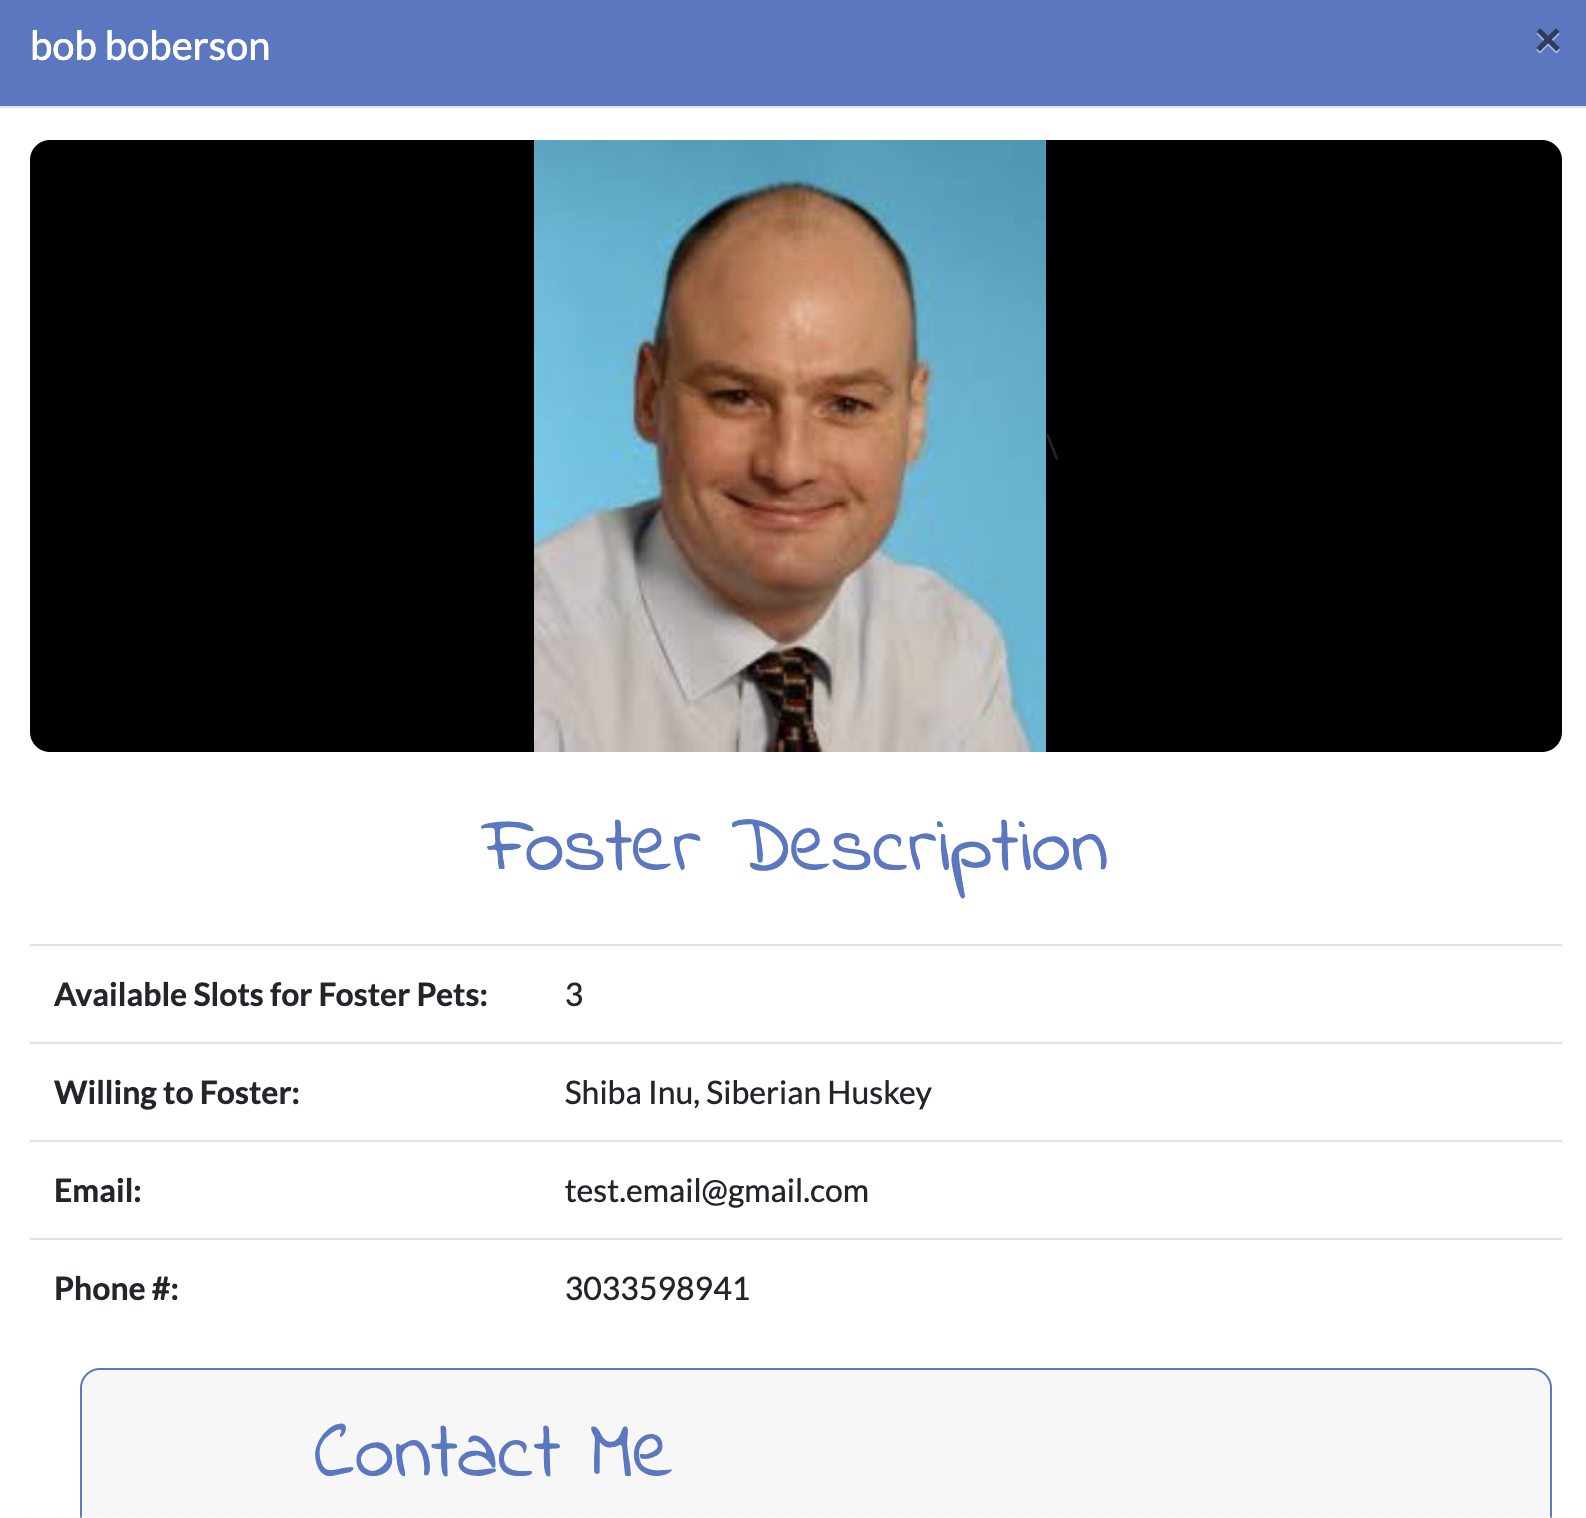 bob boberson
Foster Description
Available Slots for Foster Pets: 3
Willing to Foster: Shiba Inu, Siberian Huskey
Email: test.email@gmail.com
Phone #: 3033598941
Contact Me